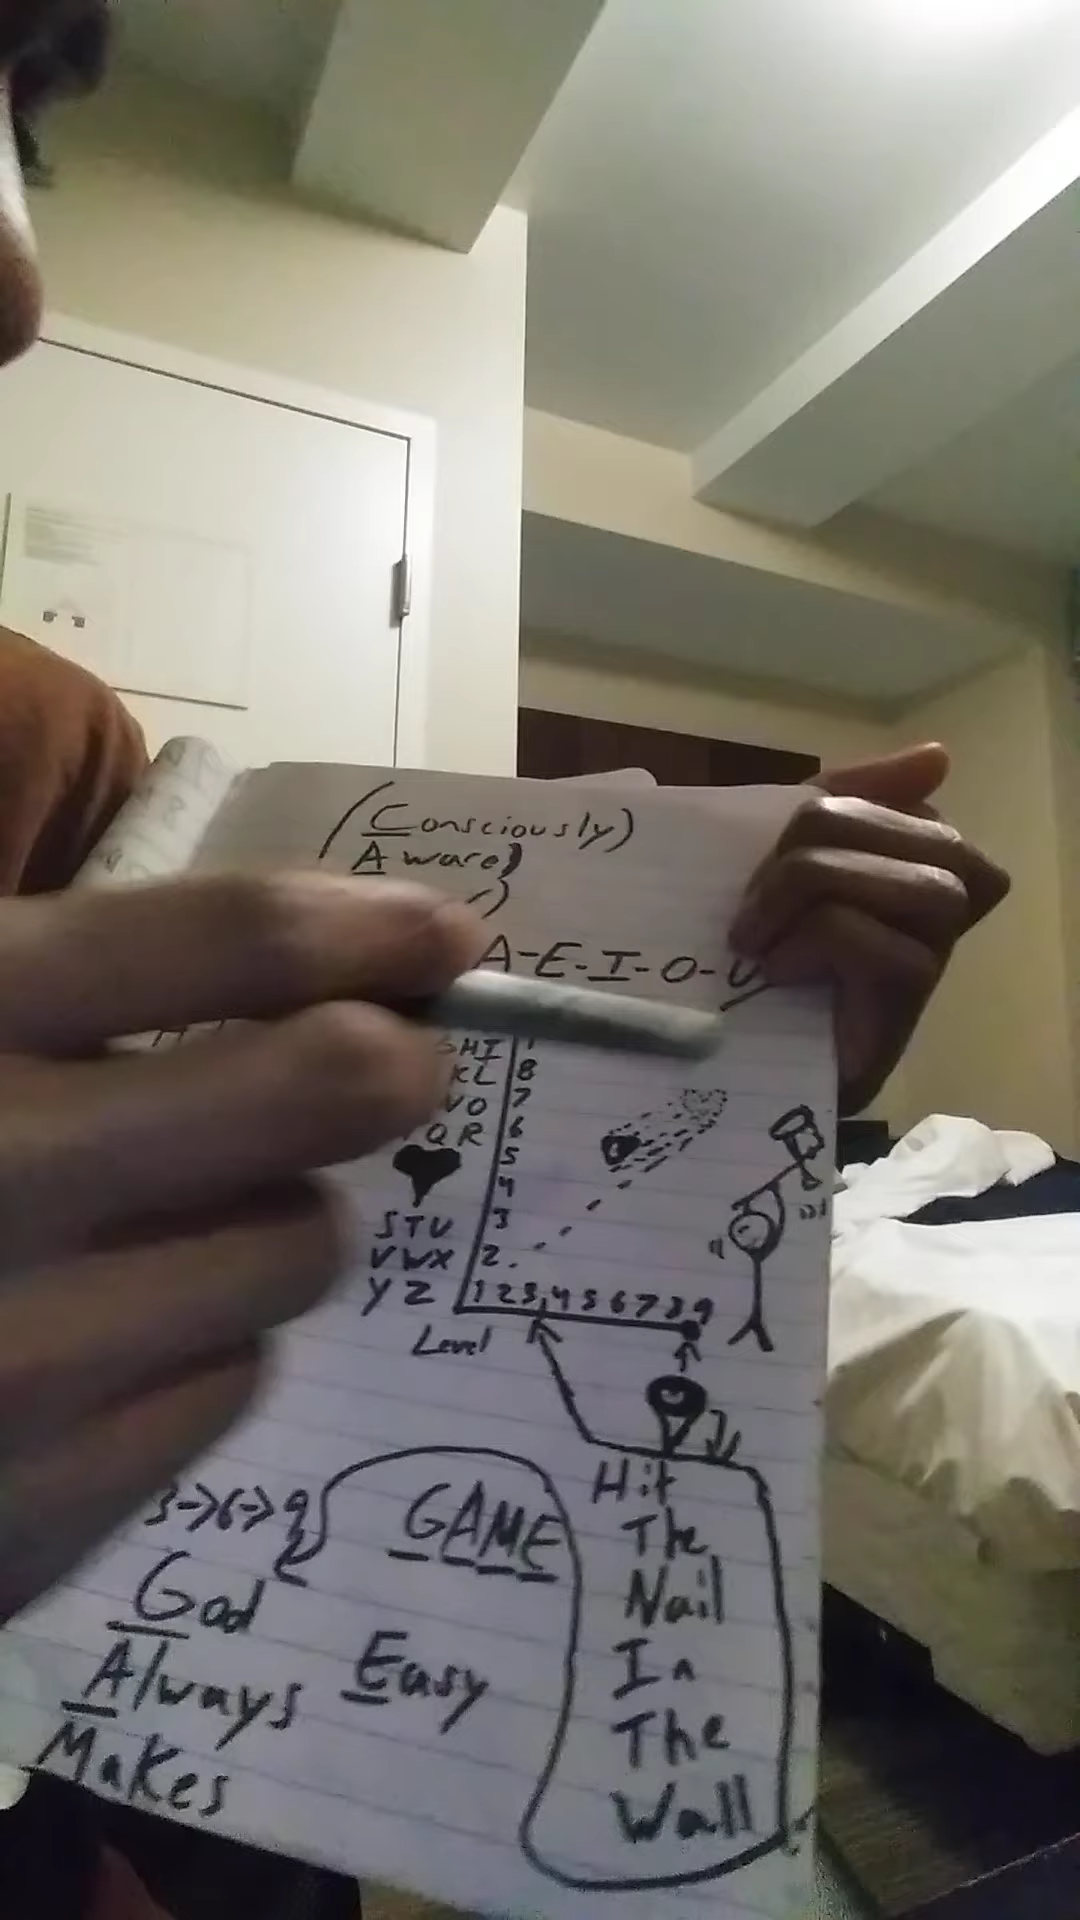 (Consciously)
Aware)
A-E-I-O-U
GHI
KL 8
7
QR 6
5
4
STU 3
VWX 2
YZ 1 2 3 4 5 6 7 8 9
Level
3->6->9
GAME
God
Always
Makes
Easy
Hit
The
Nail
In
The
Wall